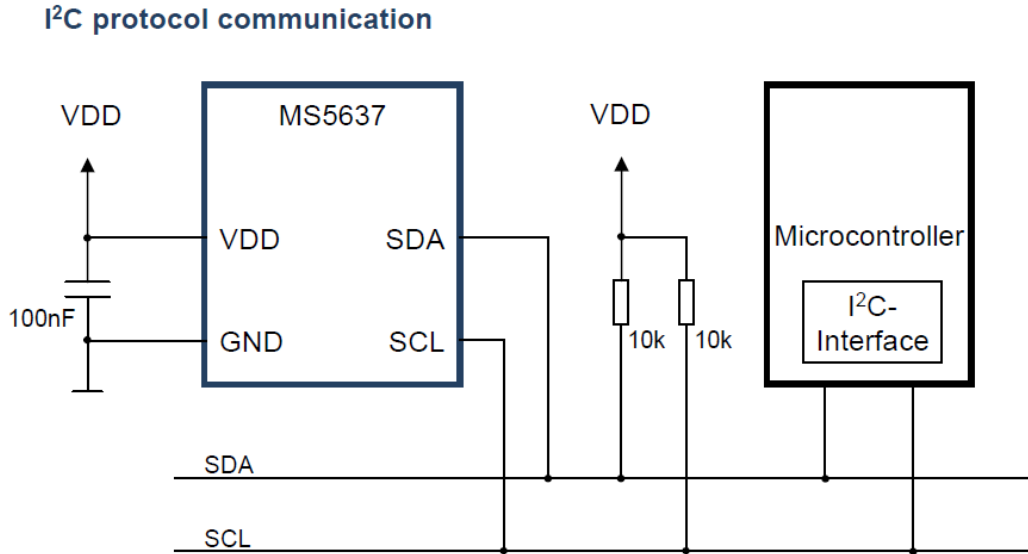 I²C protocol communication
VDD
MS5637
VDD
VDD
SDA
Microcontroller
100nF
GND
SCL
10k
10k
I²C-
Interface
SDA
SCL